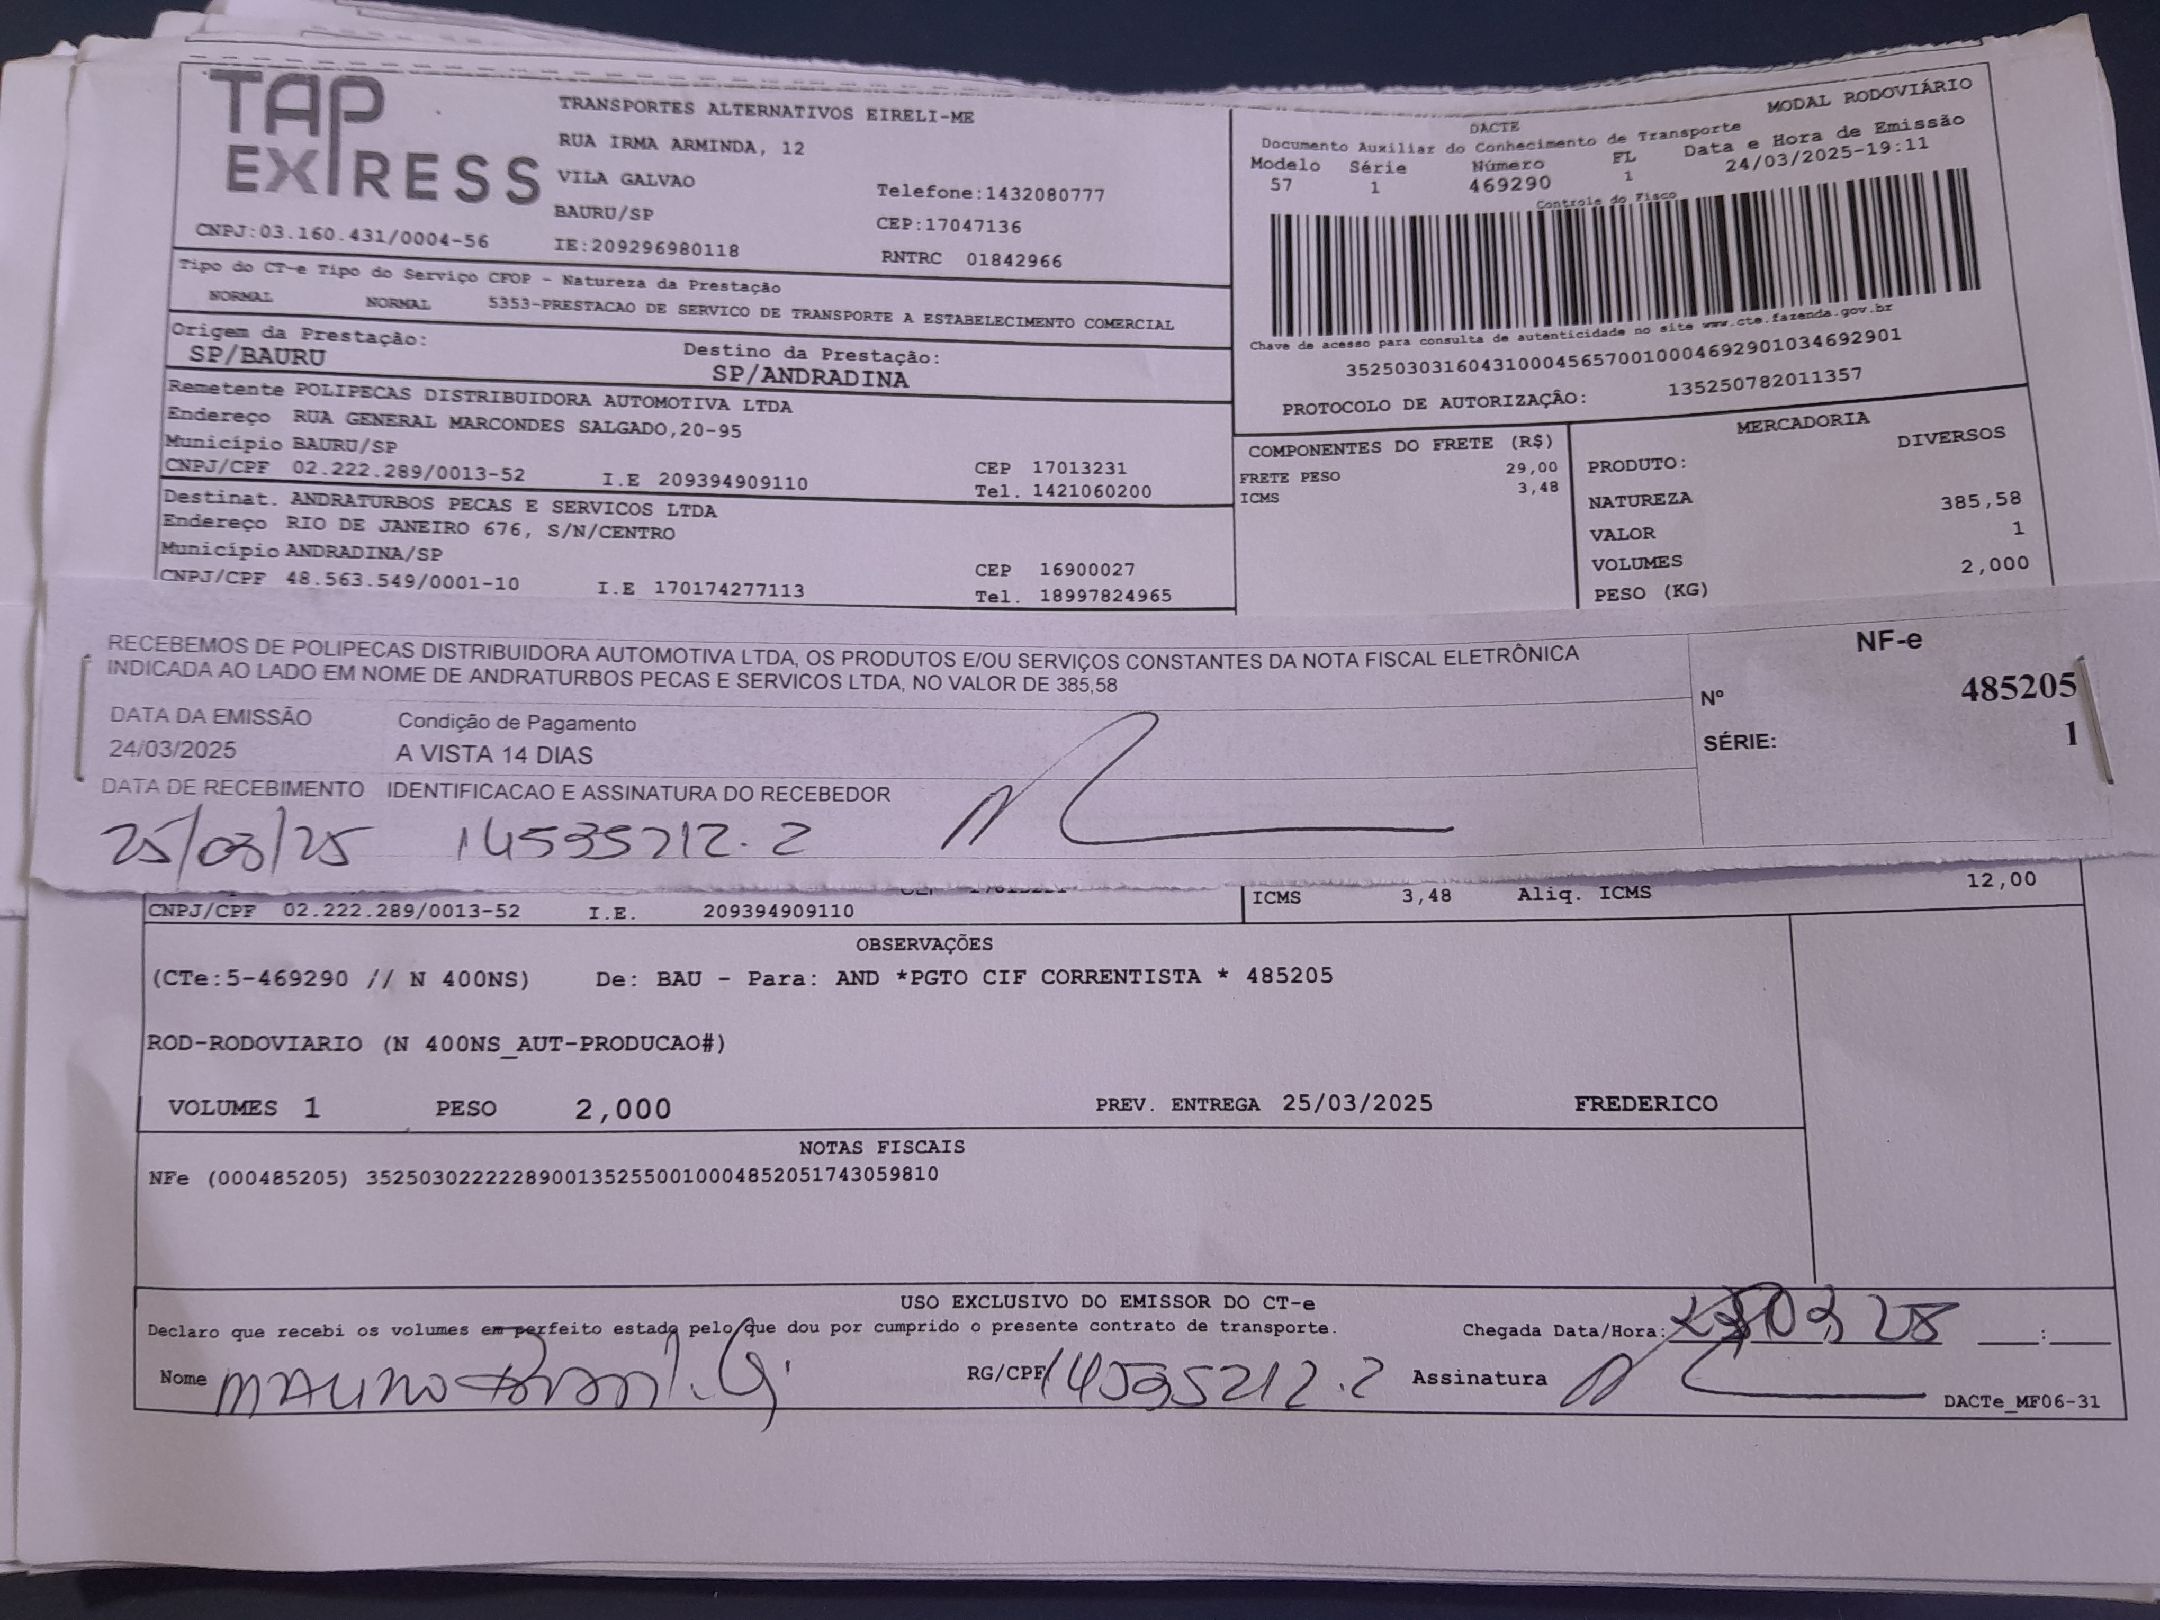 TAP EXPRESS
TRANSPORTES ALTERNATIVOS EIRELI-ME
RUA IRMA ARMINDA, 12
VILA GALVAO
Telefone:1432080777
BAURU/SP
CEP:17047136
CNPJ:03.160.431/0004-56
IE:209296980118
RNTRC 01842966
DACTE
MODAL RODOVIÁRIO
Documento Auxiliar do Conhecimento de Transporte
Modelo Série Número FL Data e Hora de Emissão
57 1 469290 1 24/03/2025-19:11
Controle do Fisco
Chave de acesso para consulta de autenticidade no site www.cte.fazenda.gov.br
35250303160431000456570010004692901034692901
PROTOCOLO DE AUTORIZAÇÃO: 135250782011357
Tipo do CT-e Tipo do Serviço CFOP - Natureza da Prestação
NORMAL NORMAL 5353-PRESTACAO DE SERVICO DE TRANSPORTE A ESTABELECIMENTO COMERCIAL
Origem da Prestação: Destino da Prestação:
SP/BAURU SP/ANDRADINA
Remetente POLIPECAS DISTRIBUIDORA AUTOMOTIVA LTDA
Endereço RUA GENERAL MARCONDES SALGADO,20-95
Município BAURU/SP
CEP 17013231
CNPJ/CPF 02.222.289/0013-52 I.E 209394909110
Tel. 1421060200
Destinat. ANDRATURBOS PECAS E SERVICOS LTDA
Endereço RIO DE JANEIRO 676, S/N/CENTRO
Município ANDRADINA/SP
CEP 16900027
CNPJ/CPF 48.563.549/0001-10 I.E 170174277113
Tel. 18997824965
COMPONENTES DO FRETE (R$)
FRETE PESO 29,00
ICMS 3,48
MERCADORIA
PRODUTO: DIVERSOS
NATUREZA
VALOR 385,58
VOLUMES 1
PESO (KG) 2,000
RECEBEMOS DE POLIPECAS DISTRIBUIDORA AUTOMOTIVA LTDA, OS PRODUTOS E/OU SERVIÇOS CONSTANTES DA NOTA FISCAL ELETRÔNICA
INDICADA AO LADO EM NOME DE ANDRATURBOS PECAS E SERVICOS LTDA, NO VALOR DE 385,58
NF-e
Nº 485205
SÉRIE: 1
DATA DA EMISSÃO Condição de Pagamento
24/03/2025 A VISTA 14 DIAS
DATA DE RECEBIMENTO IDENTIFICACAO E ASSINATURA DO RECEBEDOR
25/03/25 14535212.2
CNPJ/CPF 02.222.289/0013-52 I.E. 209394909110
ICMS 3,48 Aliq. ICMS 12,00
OBSERVAÇÕES
(CTe:5-469290 // N 400NS) De: BAU - Para: AND *PGTO CIF CORRENTISTA * 485205
ROD-RODOVIARIO (N 400NS_AUT-PRODUCAO#)
VOLUMES 1 PESO 2,000 PREV. ENTREGA 25/03/2025 FREDERICO
NOTAS FISCAIS
NFe (000485205) 35250302222289001352550010004852051743059810
USO EXCLUSIVO DO EMISSOR DO CT-e
Declaro que recebi os volumes em perfeito estado pelo que dou por cumprido o presente contrato de transporte.
Chegada Data/Hora: __:__
Nome MAURO RG/CPF 14535212.2 Assinatura
DACTe_MF06-31